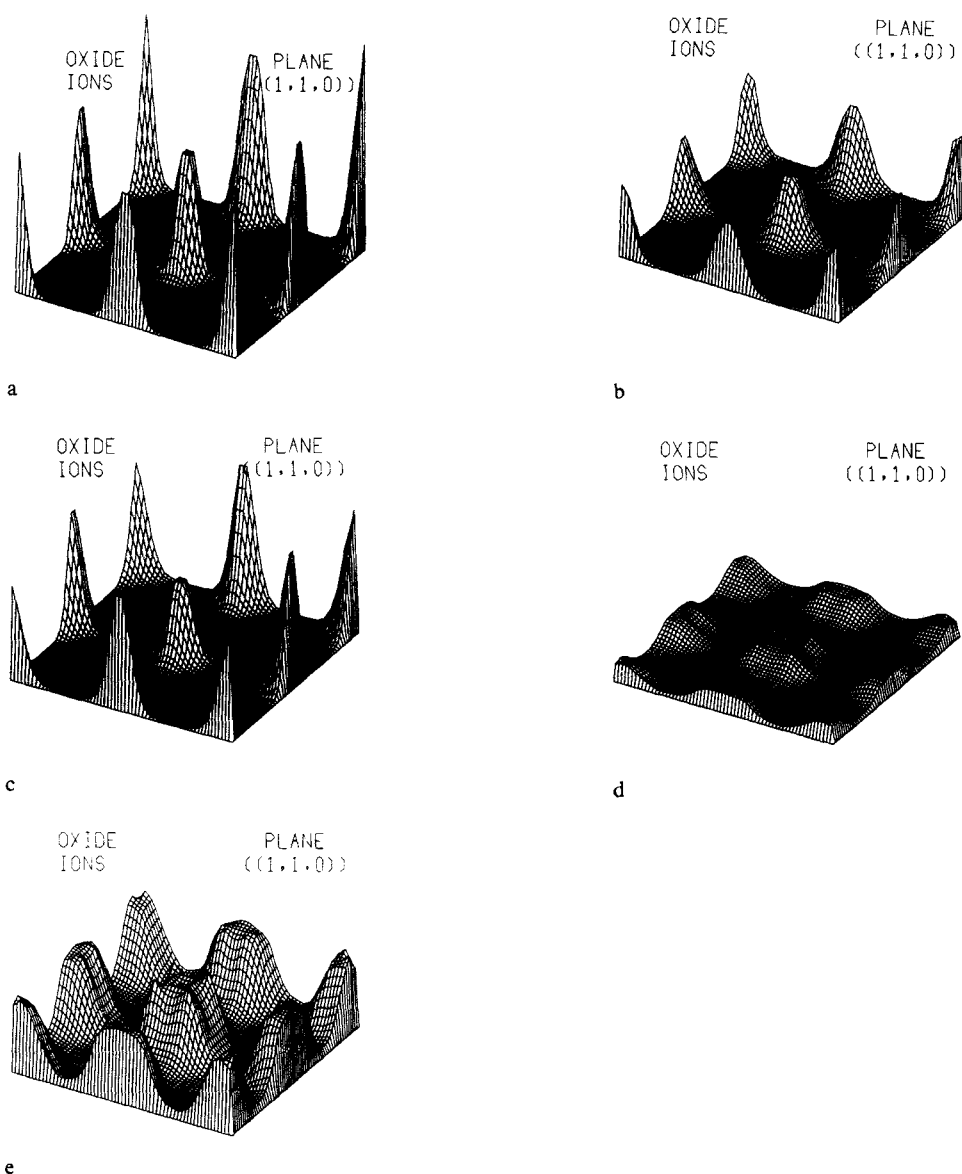 OXIDE PLANE
IONS ((1,1,0))
OXIDE PLANE
IONS ((1,1,0))
a
b
OXIDE PLANE
IONS ((1,1,0))
OXIDE PLANE
IONS ((1,1,0))
c
d
OXIDE PLANE
IONS ((1,1,0))
e